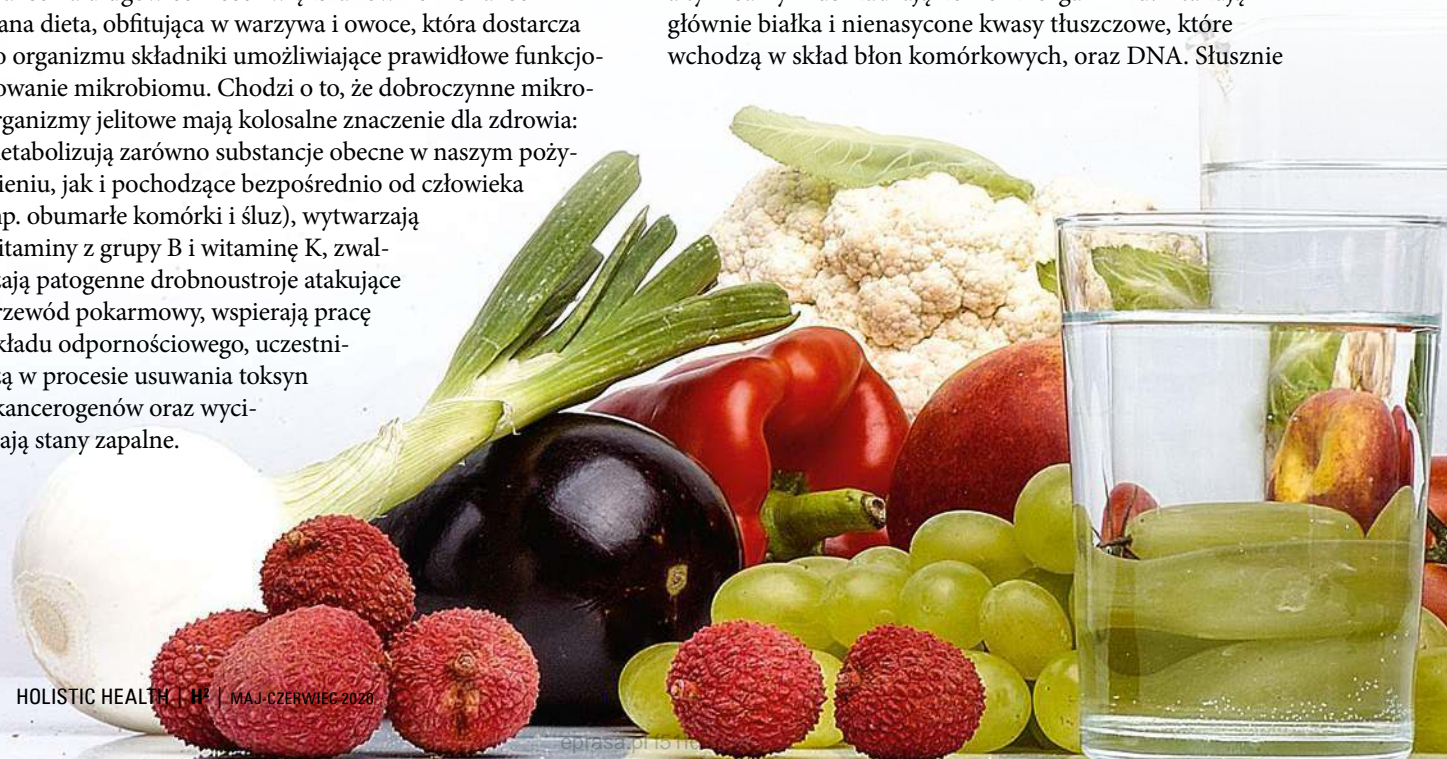 ana dieta, obfitująca w warzywa i owoce, która dostarcza
o organizmu składniki umożliwiające prawidłowe funkcjo-
owanie mikrobiomu. Chodzi o to, że dobroczynne mikro-
rganizmy jelitowe mają kolosalne znaczenie dla zdrowia:
etabolizują zarówno substancje obecne w naszym poży-
ieniu, jak i pochodzące bezpośrednio od człowieka
np. obumarłe komórki i śluz), wytwarzają
itaminy z grupy B i witaminę K, zwal-
zają patogenne drobnoustroje atakujące
rzewód pokarmowy, wspierają pracę
kładu odpornościowego, uczestni-
zą w procesie usuwania toksyn
kancerogenów oraz wyci-
ają stany zapalne.
głównie białka i nienasycone kwasy tłuszczowe, które
wchodzą w skład błon komórkowych, oraz DNA. Słusznie
HOLISTIC HEALTH | H² | MAJ-CZERWIEC 2020